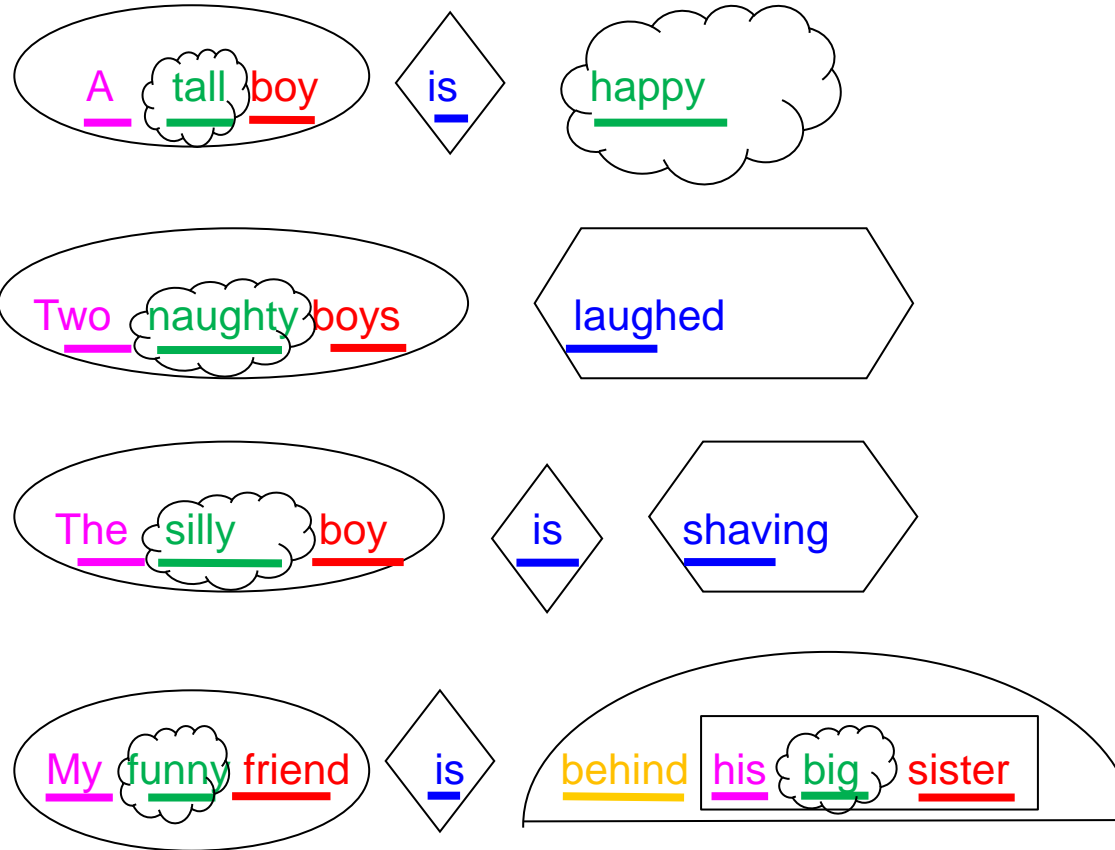 A tall boy is happy
Two naughty boys laughed
The silly boy is shaving
My funny friend is behind his big sister